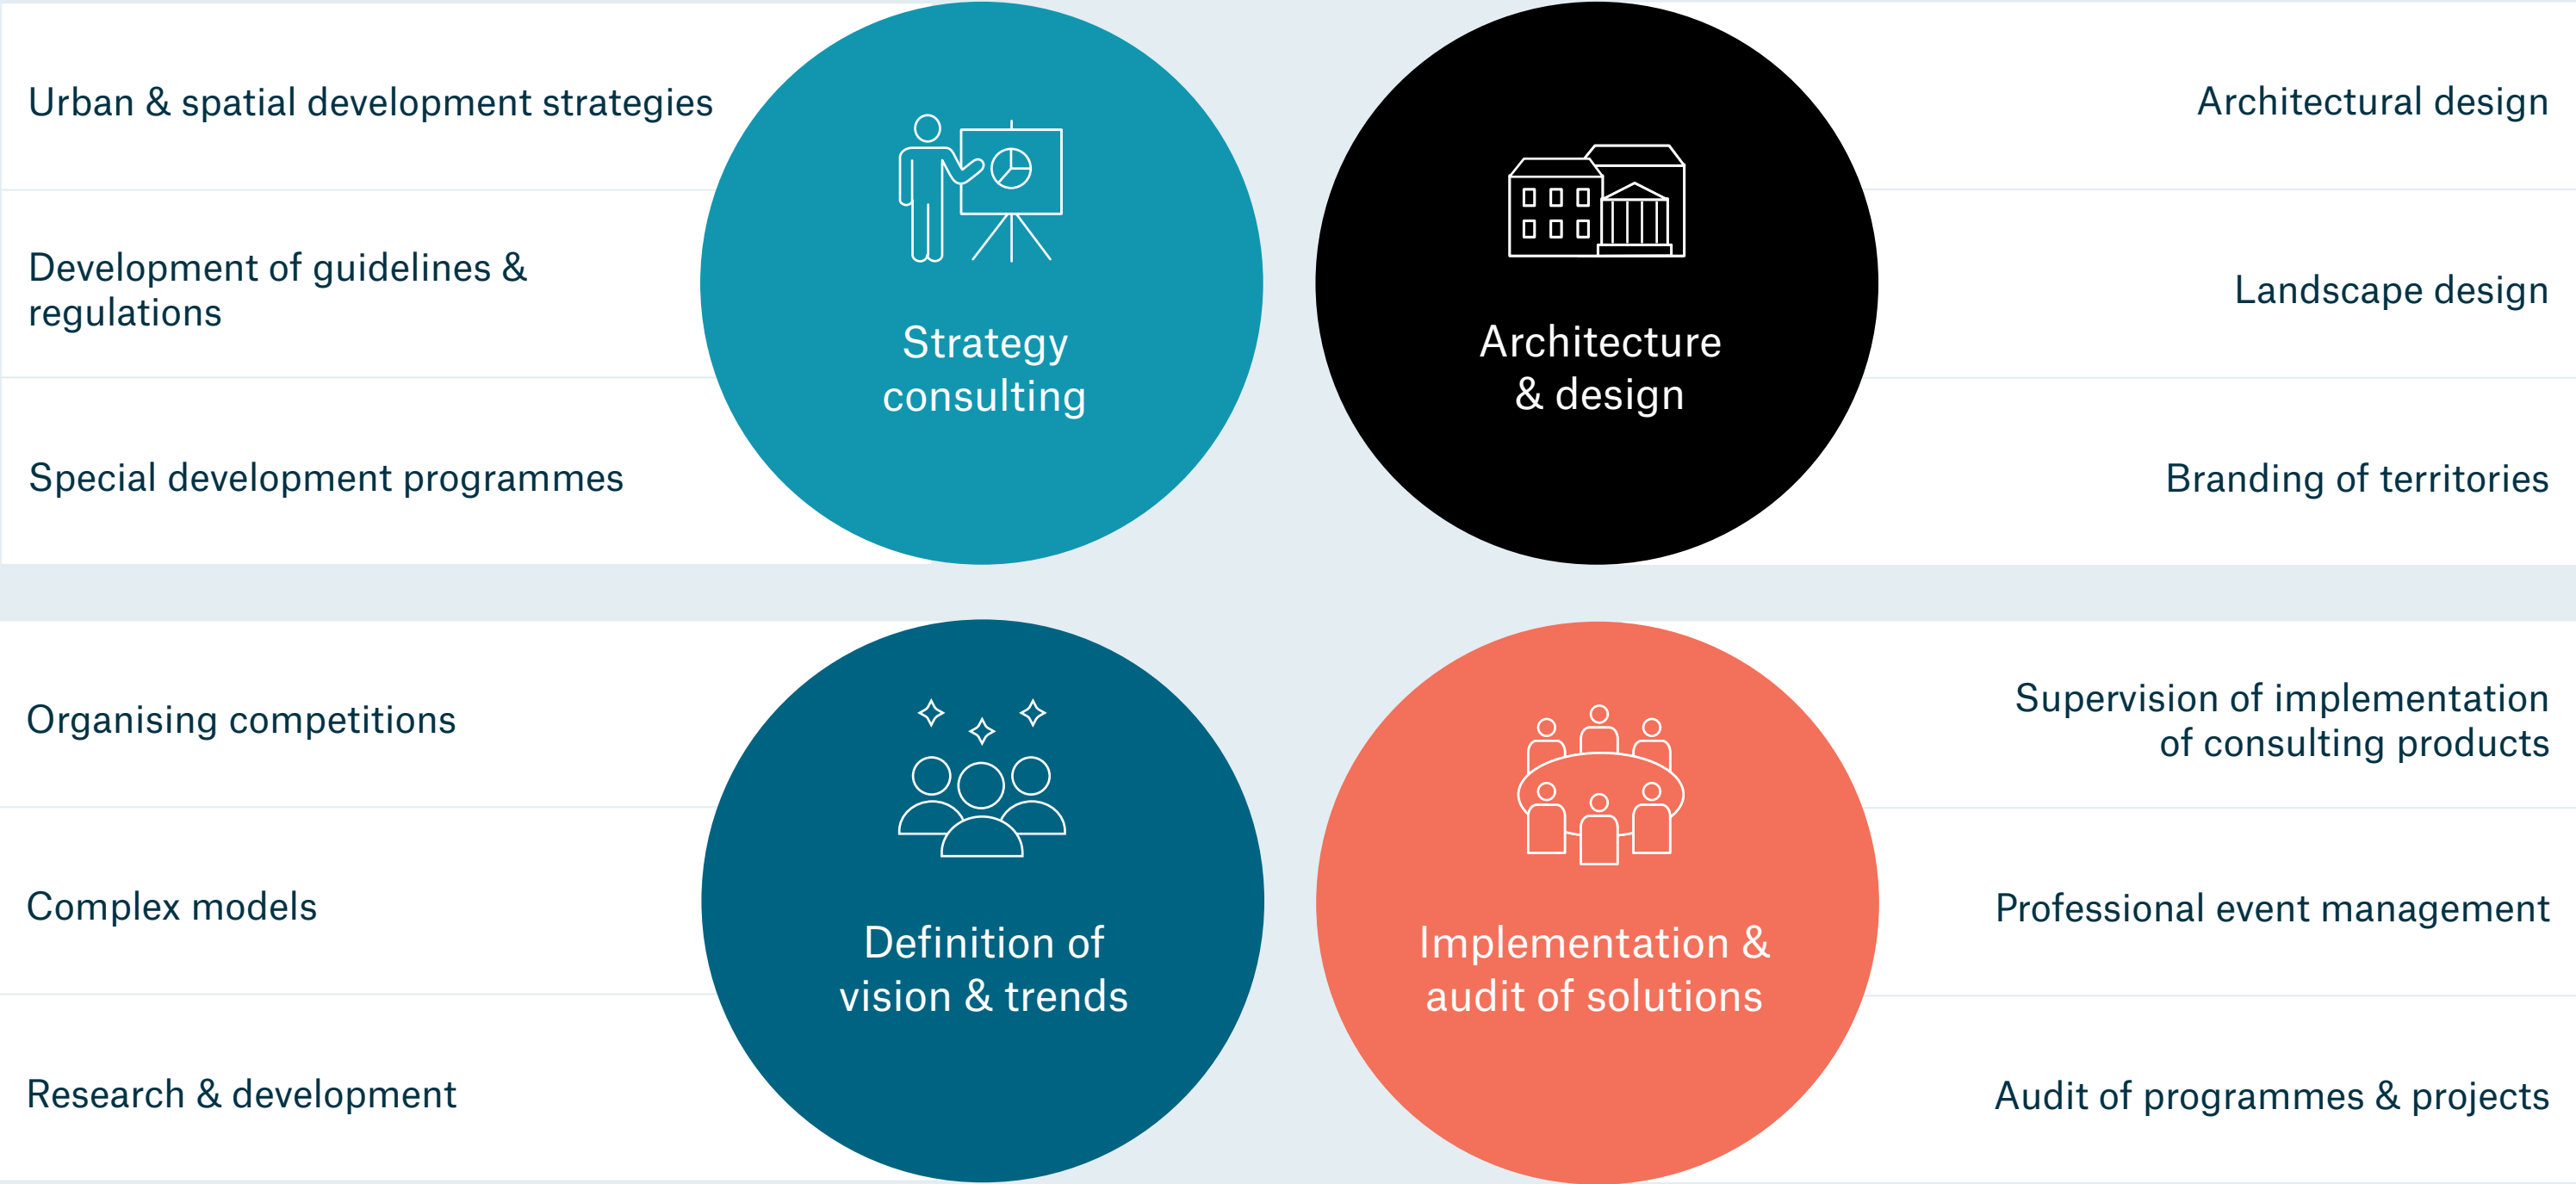 Urban & spatial development strategies
Development of guidelines &
regulations
Special development programmes
Strategy
consulting
Architecture
& design
Architectural design
Landscape design
Branding of territories
Organising competitions
Complex models
Research & development
Definition of
vision & trends
Implementation &
audit of solutions
Supervision of implementation
of consulting products
Professional event management
Audit of programmes & projects